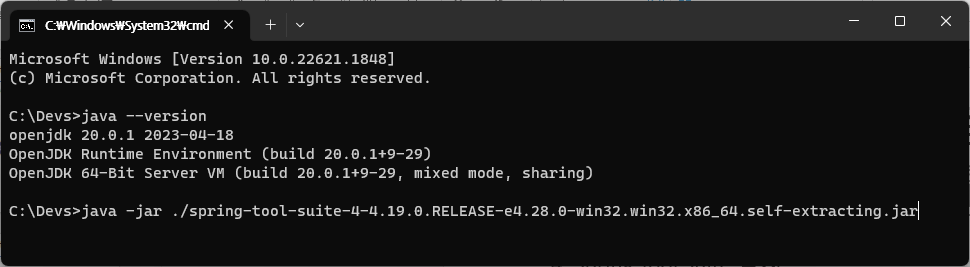 C:₩Windows₩System32₩cmd
Microsoft Windows [Version 10.0.22621.1848]
(c) Microsoft Corporation. All rights reserved.
C:\Devs>java --version
openjdk 20.0.1 2023-04-18
OpenJDK Runtime Environment (build 20.0.1+9-29)
OpenJDK 64-Bit Server VM (build 20.0.1+9-29, mixed mode, sharing)
C:\Devs>java -jar ./spring-tool-suite-4-4.19.0.RELEASE-e4.28.0-win32.win32.x86_64.self-extracting.jar